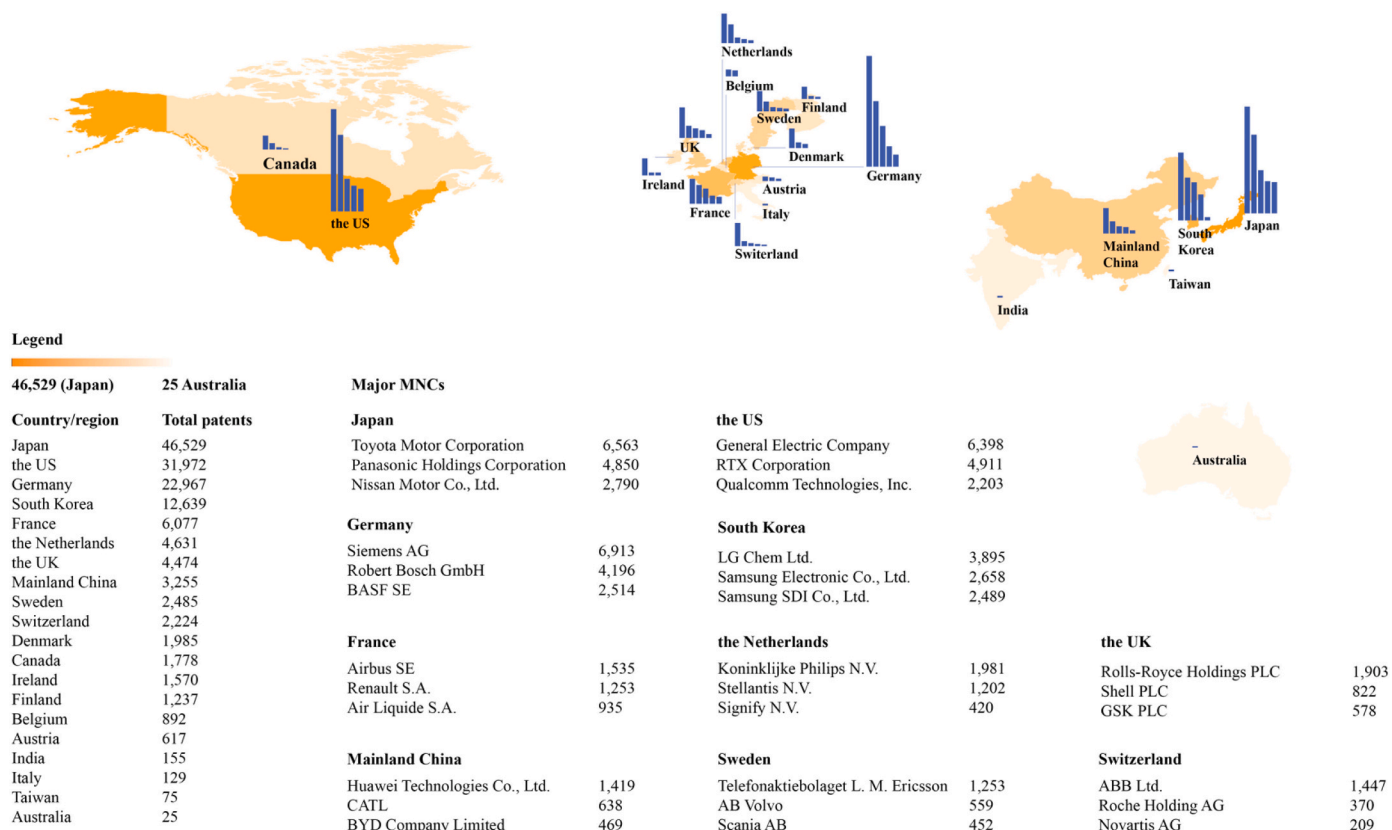 Netherlands
Belgium
Finland
Sweden
UK
Denmark
Canada
Germany
Ireland
Austria
France
Italy
the US
Switerland
Mainland
China
South
Korea
Japan
Taiwan
India
Legend
46,529 (Japan) 25 Australia Major MNCs
Country/region Total patents
Japan 46,529
the US 31,972
Germany 22,967
South Korea 12,639
France 6,077
the Netherlands 4,631
the UK 4,474
Mainland China 3,255
Sweden 2,485
Switzerland 2,224
Denmark 1,985
Canada 1,778
Ireland 1,570
Finland 1,237
Belgium 892
Austria 617
India 155
Italy 129
Taiwan 75
Australia 25
Japan
Toyota Motor Corporation 6,563
Panasonic Holdings Corporation 4,850
Nissan Motor Co., Ltd. 2,790
the US
General Electric Company 6,398
RTX Corporation 4,911
Qualcomm Technologies, Inc. 2,203
Australia
Germany
Siemens AG 6,913
Robert Bosch GmbH 4,196
BASF SE 2,514
South Korea
LG Chem Ltd. 3,895
Samsung Electronic Co., Ltd. 2,658
Samsung SDI Co., Ltd. 2,489
France
Airbus SE 1,535
Renault S.A. 1,253
Air Liquide S.A. 935
the Netherlands
Koninklijke Philips N.V. 1,981
Stellantis N.V. 1,202
Signify N.V. 420
the UK
Rolls-Royce Holdings PLC 1,903
Shell PLC 822
GSK PLC 578
Mainland China
Huawei Technologies Co., Ltd. 1,419
CATL 638
BYD Company Limited 469
Sweden
Telefonaktiebolaget L. M. Ericsson 1,253
AB Volvo 559
Scania AB 452
Switzerland
ABB Ltd. 1,447
Roche Holding AG 370
Novartis AG 209